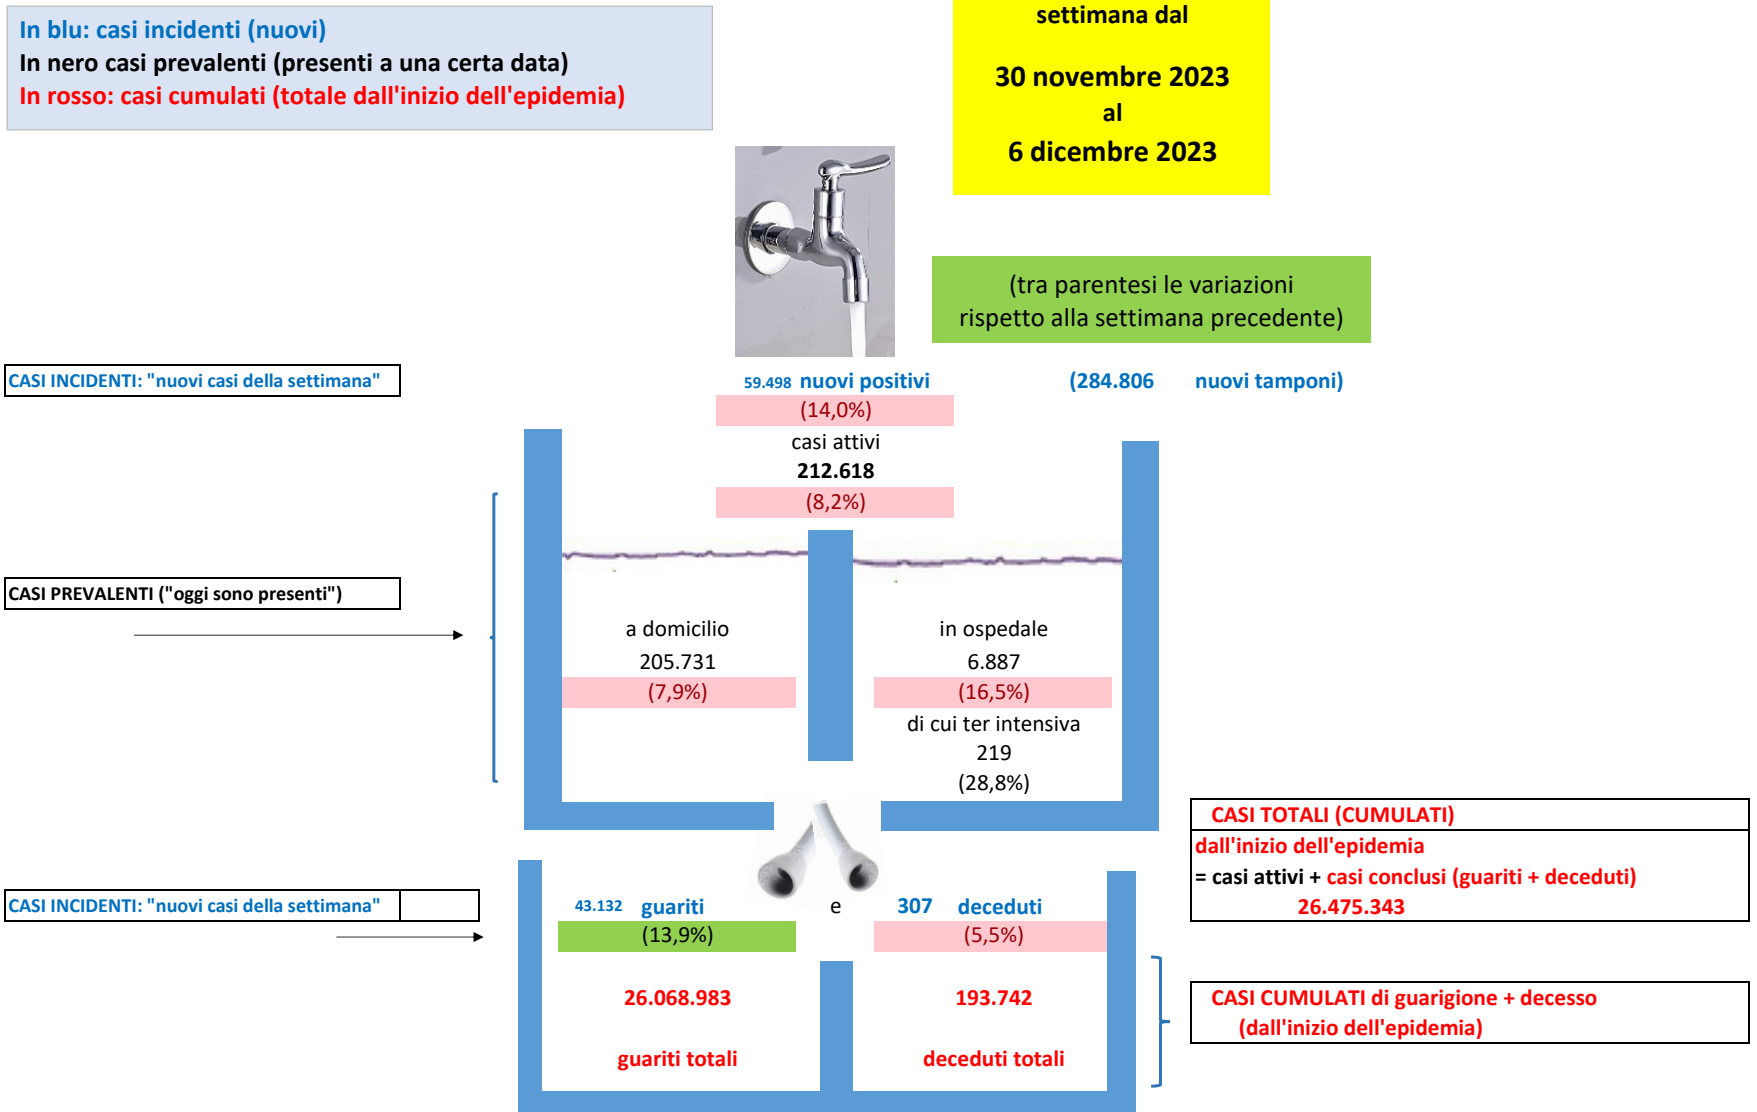 In blu: casi incidenti (nuovi)
In nero casi prevalenti (presenti a una certa data)
In rosso: casi cumulati (totale dall'inizio dell'epidemia)
settimana dal
30 novembre 2023
al
6 dicembre 2023
(tra parentesi le variazioni
rispetto alla settimana precedente)
CASI INCIDENTI: "nuovi casi della settimana"
59.498 nuovi positivi
(284.806 nuovi tamponi)
(14,0%)
casi attivi
212.618
(8,2%)
CASI PREVALENTI ("oggi sono presenti")
a domicilio
205.731
(7,9%)
in ospedale
6.887
(16,5%)
di cui ter intensiva
219
(28,8%)
CASI TOTALI (CUMULATI)
dall'inizio dell'epidemia
= casi attivi + casi conclusi (guariti + deceduti)
26.475.343
CASI INCIDENTI: "nuovi casi della settimana"
43.132 guariti e 307 deceduti
(13,9%)
(5,5%)
26.068.983
193.742
guariti totali
deceduti totali
CASI CUMULATI di guarigione + decesso
(dall'inizio dell'epidemia)